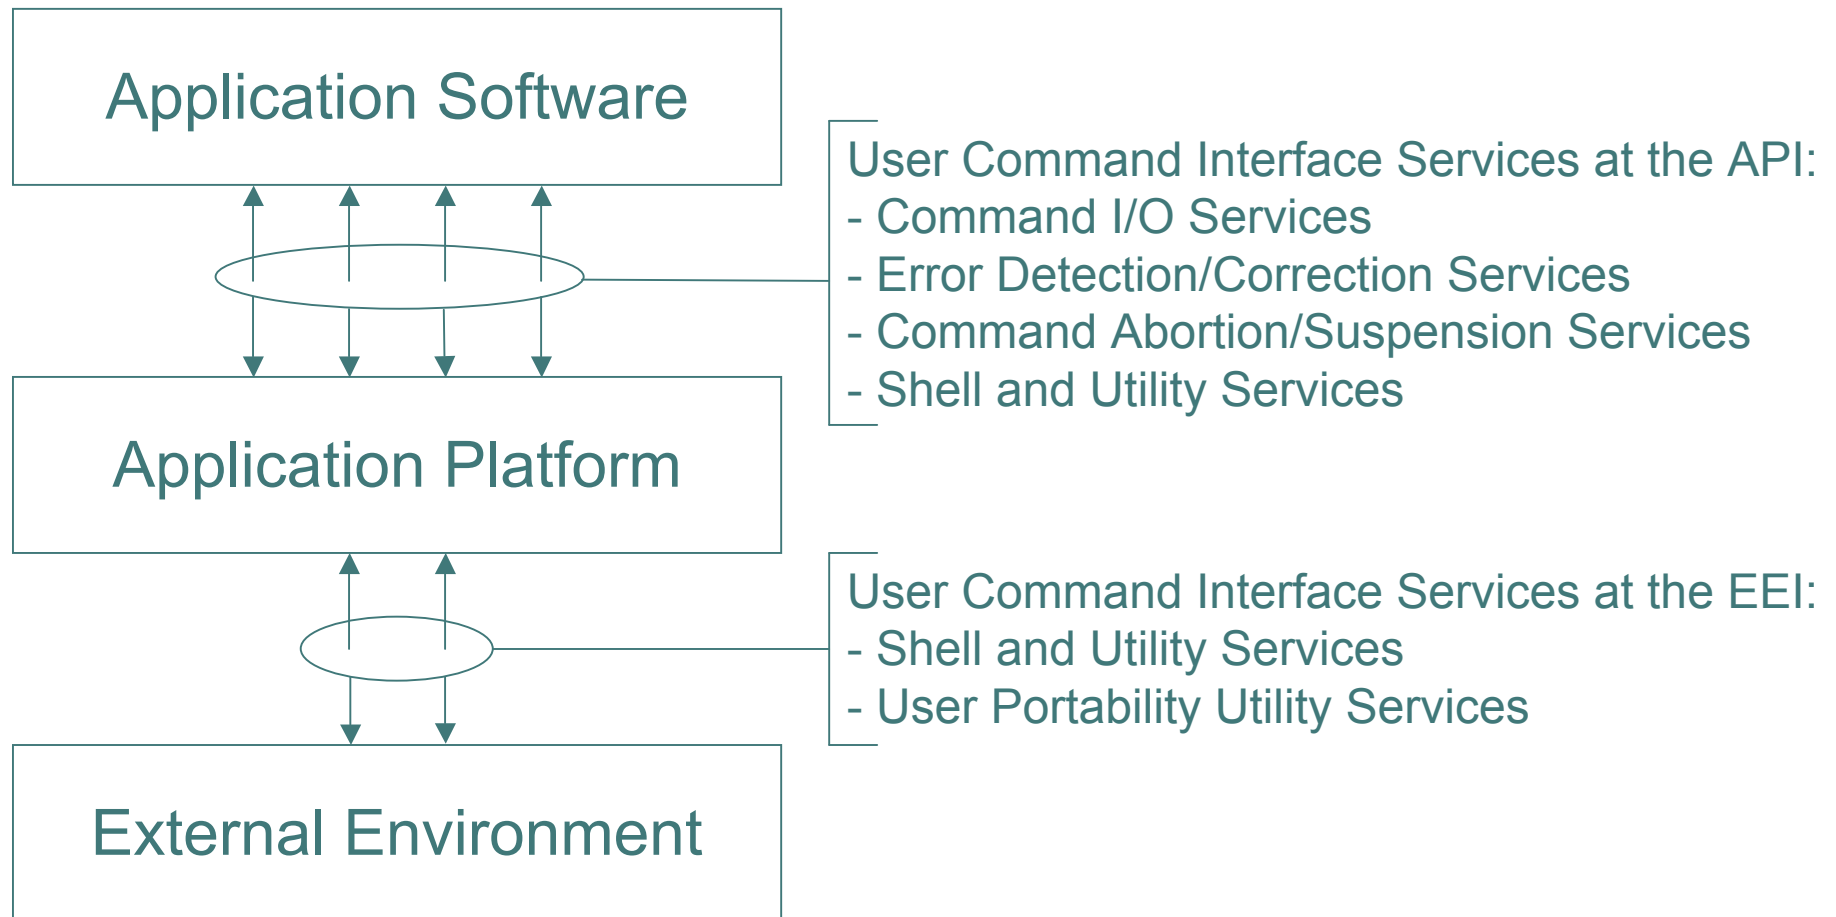 Application Software
User Command Interface Services at the API:
- Command I/O Services
- Error Detection/Correction Services
- Command Abortion/Suspension Services
- Shell and Utility Services
Application Platform
User Command Interface Services at the EEI:
- Shell and Utility Services
- User Portability Utility Services
External Environment